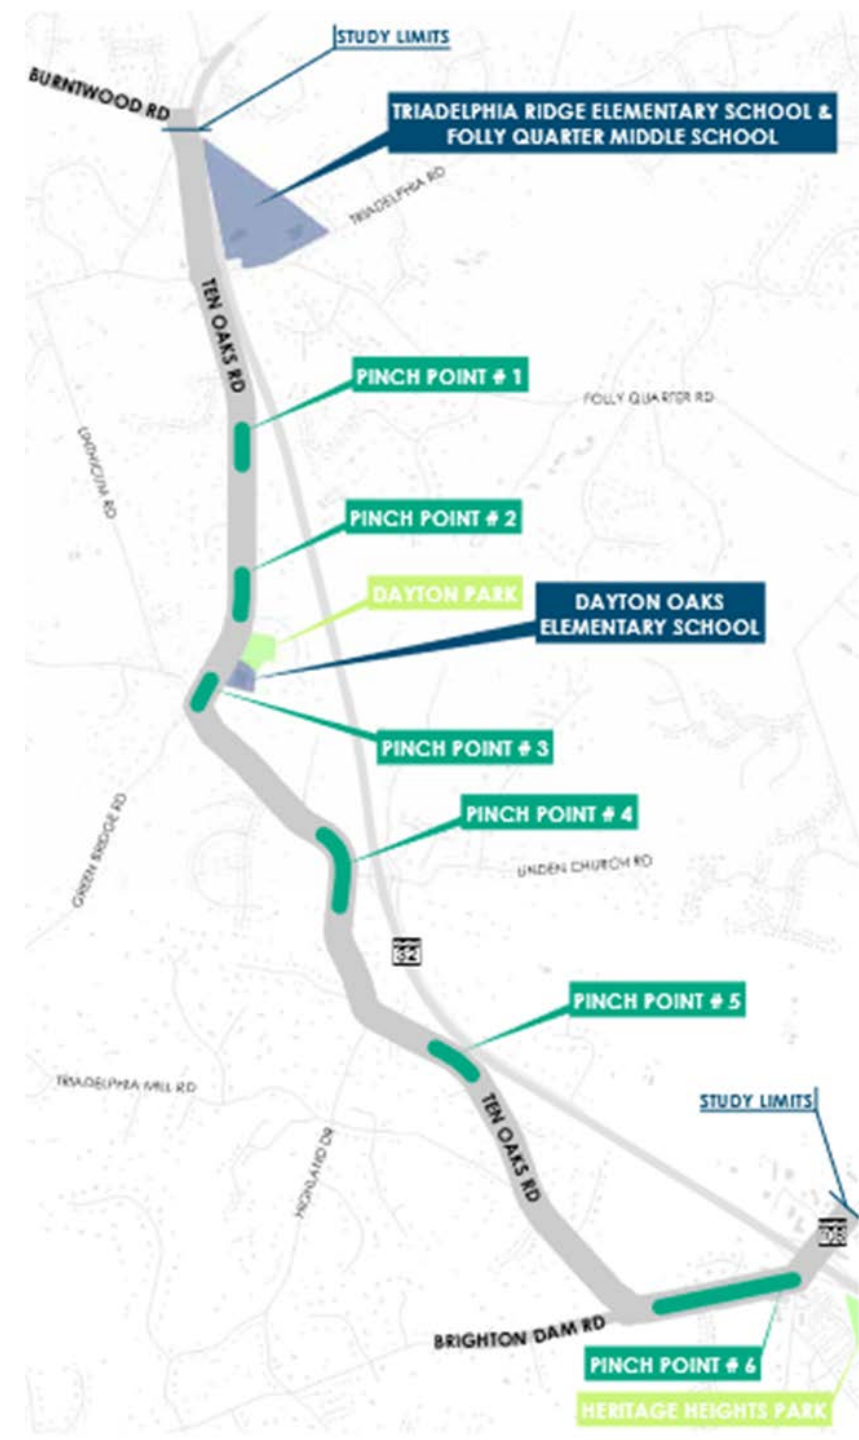 STUDY LIMITS
BURNTWOOD RD
TRIADELPHIA RIDGE ELEMENTARY SCHOOL &
FOLLY QUARTER MIDDLE SCHOOL
TRIADELPHIA RD
TEN OAKS RD
PINCH POINT # 1
FOLLY QUARTER RD
LINTHICUM RD
PINCH POINT # 2
DAYTON PARK
DAYTON OAKS
ELEMENTARY SCHOOL
PINCH POINT # 3
PINCH POINT # 4
GREEN BRIDGE RD
LINDEN CHURCH RD
32
PINCH POINT # 5
TRIADELPHIA MILL RD
STUDY LIMITS
TEN OAKS RD
HIGHLAND DR
BRIGHTON DAM RD
PINCH POINT # 6
HERITAGE HEIGHTS PARK